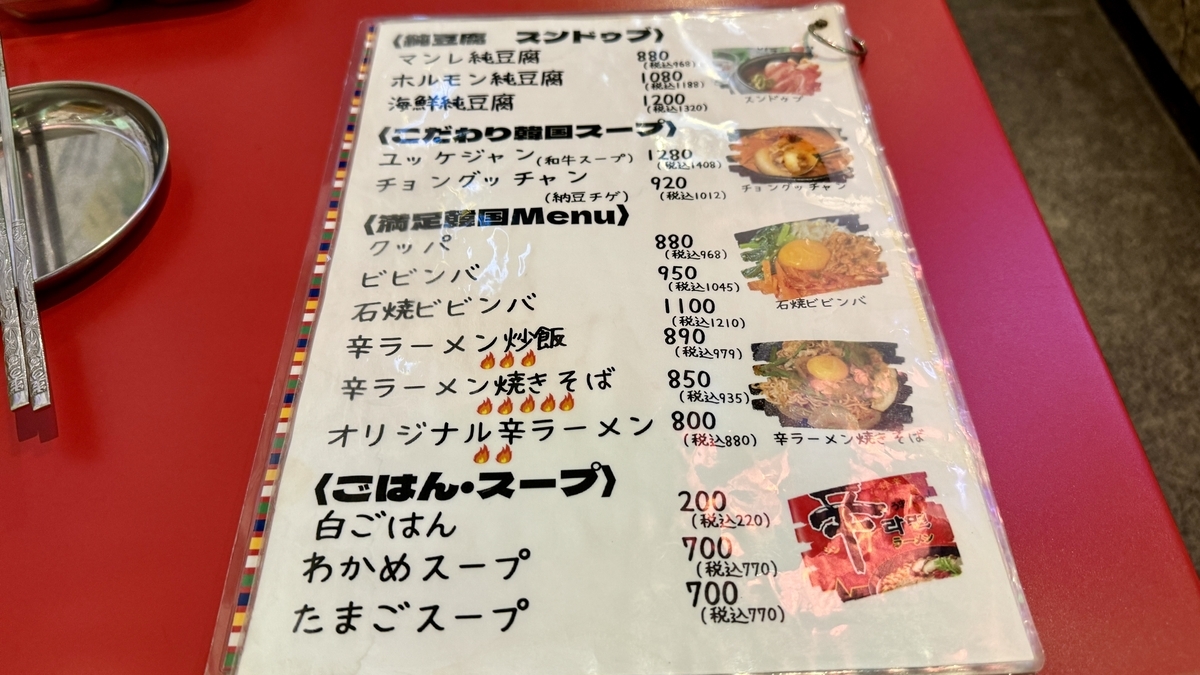 〈純豆腐 スンドゥブ〉
マンレ純豆腐 880 (税込968)
ホルモン純豆腐 1080 (税込1188)
海鮮純豆腐 1200 (税込1320)
スンドゥブ
〈こだわり韓国スープ〉
ユッケジャン(和牛スープ) 1280 (税込1408)
チョングッチャン 920
(納豆チゲ) (税込1012)
チョングッチャン
〈満足韓国Menu〉
クッパ 880 (税込968)
ビビンバ 950 (税込1045)
石焼ビビンバ 1100 (税込1210)
石焼ビビンバ
辛ラーメン炒飯 890 (税込979)
🔥🔥🔥
辛ラーメン焼きそば 850 (税込935)
🔥🔥🔥🔥🔥
オリジナル辛ラーメン 800 (税込880)
🔥🔥
辛ラーメン焼きそば
〈ごはん・スープ〉
白ごはん 200 (税込220)
わかめスープ 700 (税込770)
たまごスープ 700 (税込770)
辛
라면
ラーメン